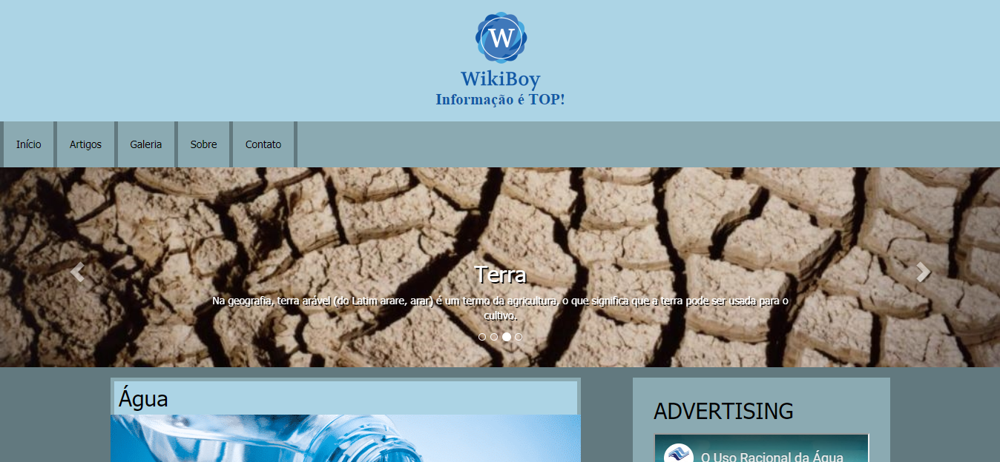 W
WikiBoy
Informação é TOP!
Início Artigos Galeria Sobre Contato
Terra
Na geografia, terra arável (do Latim arare, arar) é um termo da agricultura, o que significa que a terra pode ser usada para o
cultivo.
Água
ADVERTISING
O Uso Racional da Água